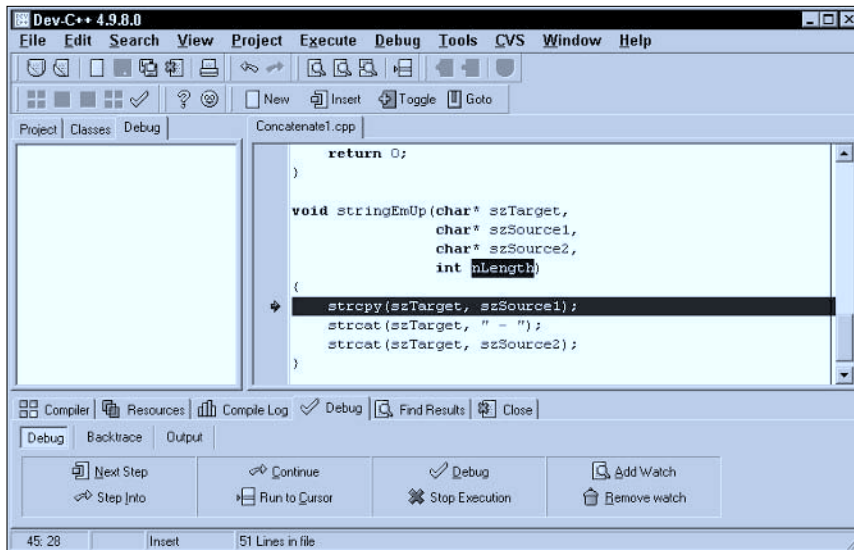 Dev-C++ 4.9.8.0
File Edit Search View Project Execute Debug Tools CVS Window Help
New Insert Toggle Goto
Project Classes Debug
Concatenate1.cpp
return 0;
}
void stringEmUp(char* szTarget,
char* szSource1,
char* szSource2,
int nLength)
{
strcpy(szTarget, szSource1);
strcat(szTarget, " - ");
strcat(szTarget, szSource2);
}
Compiler Resources Compile Log Debug Find Results Close
Debug Backtrace Output
Next Step Continue Debug Add Watch
Step Into Run to Cursor Stop Execution Remove watch
45: 28 Insert 51 Lines in file